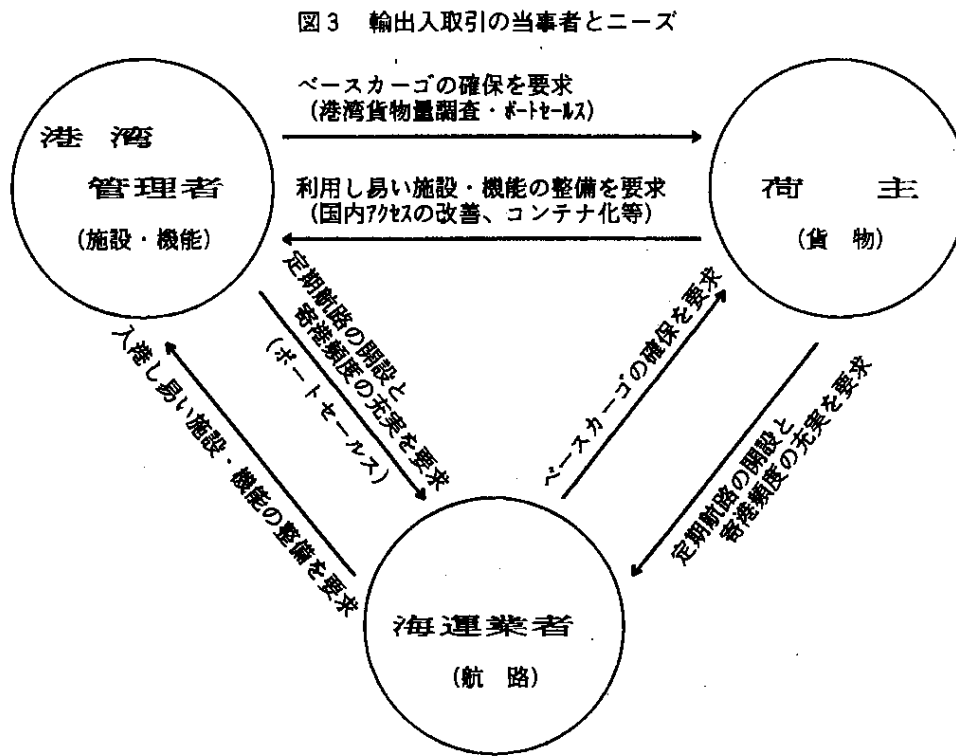 図3 輸出入取引の当事者とニーズ
ベースカーゴの確保を要求
(港湾貨物量調査・ポートセールス)
港湾
管理者
(施設・機能)
利用し易い施設・機能の整備を要求
(国内アクセスの改善、コンテナ化等)
荷主
(貨物)
定期航路の開設と
寄港頻度の充実を要求
(ポートセールス)
入港し易い施設・機能の整備を要求
ベースカーゴの確保を要求
定期航路の開設と
寄港頻度の充実を要求
海運業者
(航路)